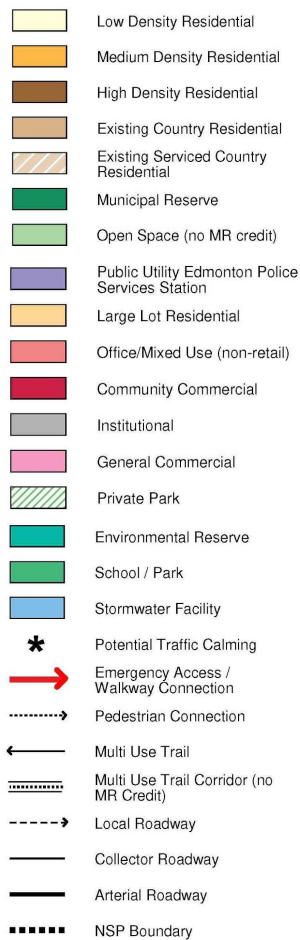 Low Density Residential
Medium Density Residential
High Density Residential
Existing Country Residential
Existing Serviced Country
Residential
Municipal Reserve
Open Space (no MR credit)
Public Utility Edmonton Police
Services Station
Large Lot Residential
Office/Mixed Use (non-retail)
Community Commercial
Institutional
General Commercial
Private Park
Environmental Reserve
School / Park
Stormwater Facility
Potential Traffic Calming
Emergency Access /
Walkway Connection
Pedestrian Connection
Multi Use Trail
Multi Use Trail Corridor (no
MR Credit)
Local Roadway
Collector Roadway
Arterial Roadway
NSP Boundary